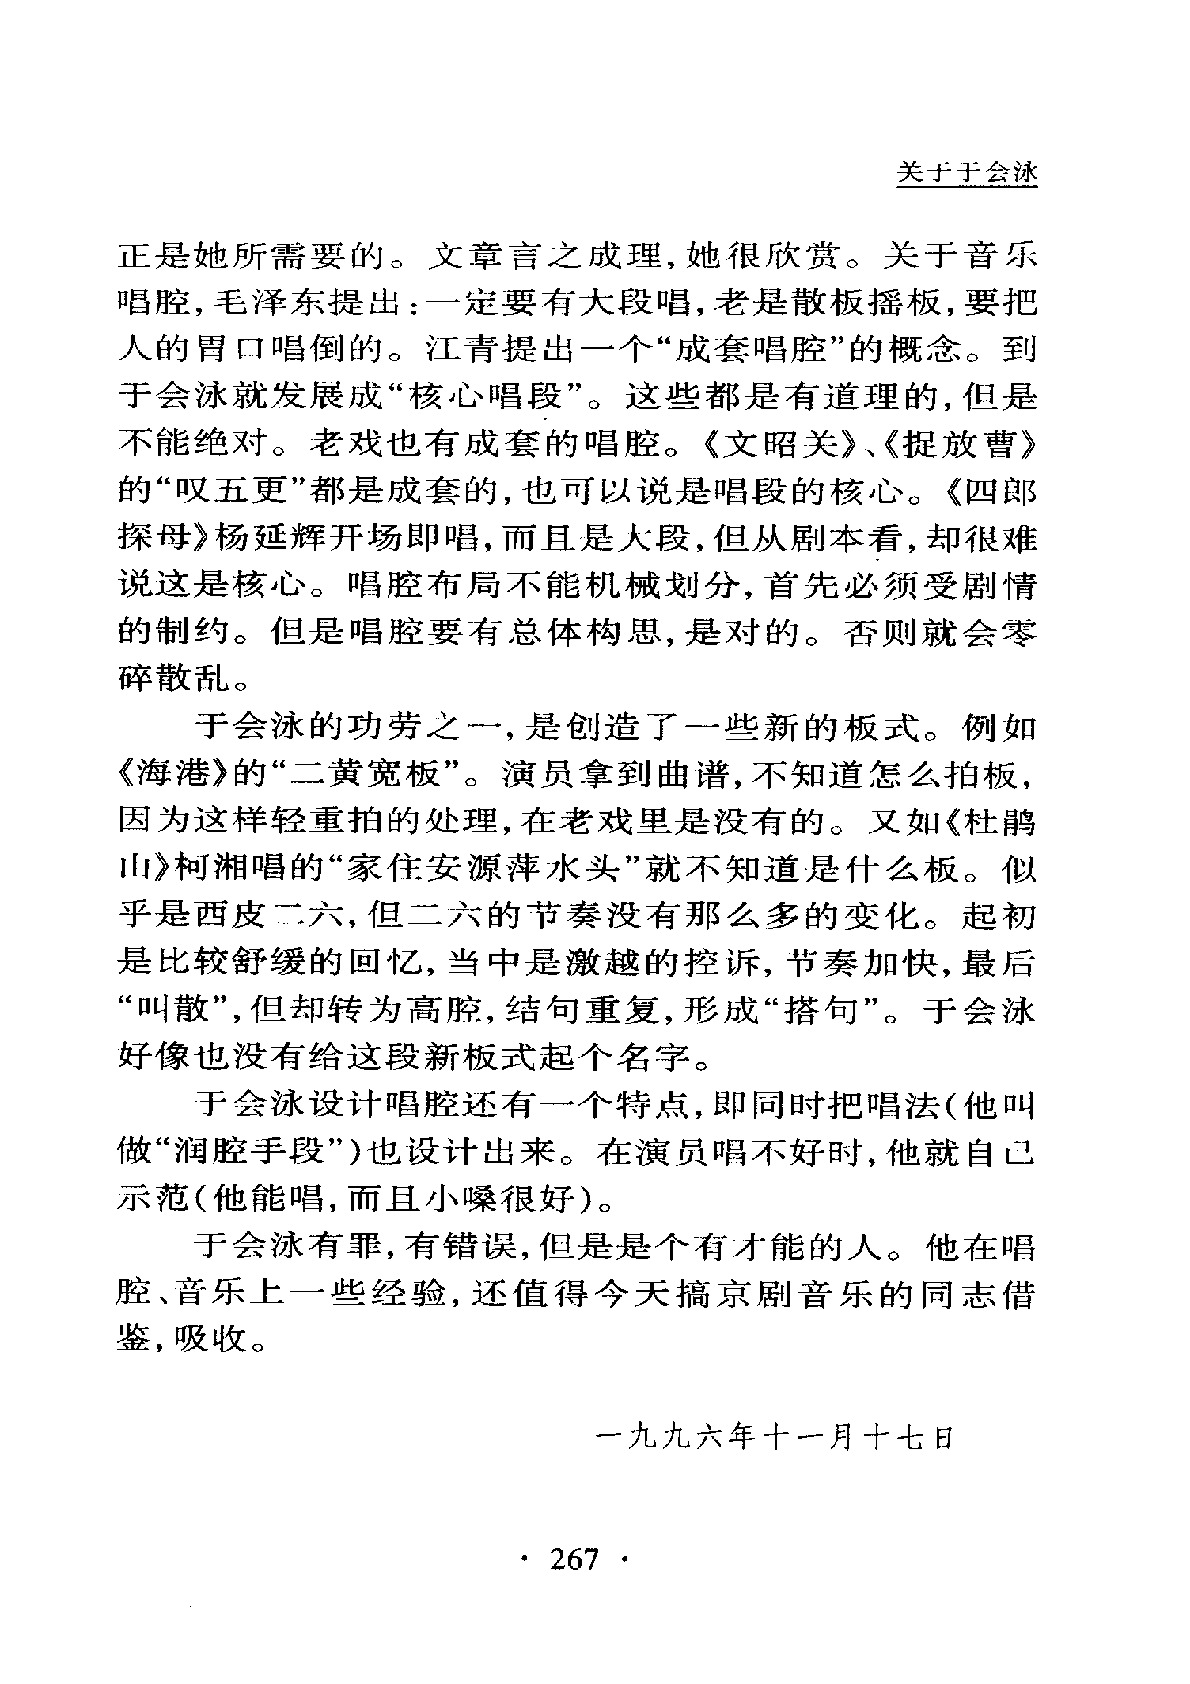 关于于会泳
正是她所需要的。文章言之成理，她很欣赏。关于音乐
唱腔，毛泽东提出：一定要有大段唱，老是散板摇板，要把
人的胃口唱倒的。江青提出一个“成套唱腔”的概念。到
于会泳就发展成“核心唱段”。这些都是有道理的，但是
不能绝对。老戏也有成套的唱腔。《文昭关》、《捉放曹》
的“叹五更”都是成套的，也可以说是唱段的核心。《四郎
探母》杨延辉开场即唱，而且是大段，但从剧本看，却很难
说这是核心。唱腔布局不能机械划分，首先必须受剧情
的制约。但是唱腔要有总体构思，是对的。否则就会零
碎散乱。
于会泳的功劳之一，是创造了一些新的板式。例如
《海港》的“二黄宽板”。演员拿到曲谱，不知道怎么拍板，
因为这样轻重拍的处理，在老戏里是没有的。又如《杜鹃
山》柯湘唱的“家住安源萍水头”就不知道是什么板。似
乎是西皮二六，但二六的节奏没有那么多的变化。起初
是比较舒缓的回忆，当中是激越的控诉，节奏加快，最后
“叫散”，但却转为高腔，结句重复，形成“搭句”。于会泳
好像也没有给这段新板式起个名字。
于会泳设计唱腔还有一个特点，即同时把唱法（他叫
做“润腔手段”）也设计出来。在演员唱不好时，他就自己
示范（他能唱，而且小嗓很好）。
于会泳有罪，有错误，但是是个有才能的人。他在唱
腔、音乐上一些经验，还值得今天搞京剧音乐的同志借
鉴，吸收。
一九九六年十一月十七日
· 267 ·